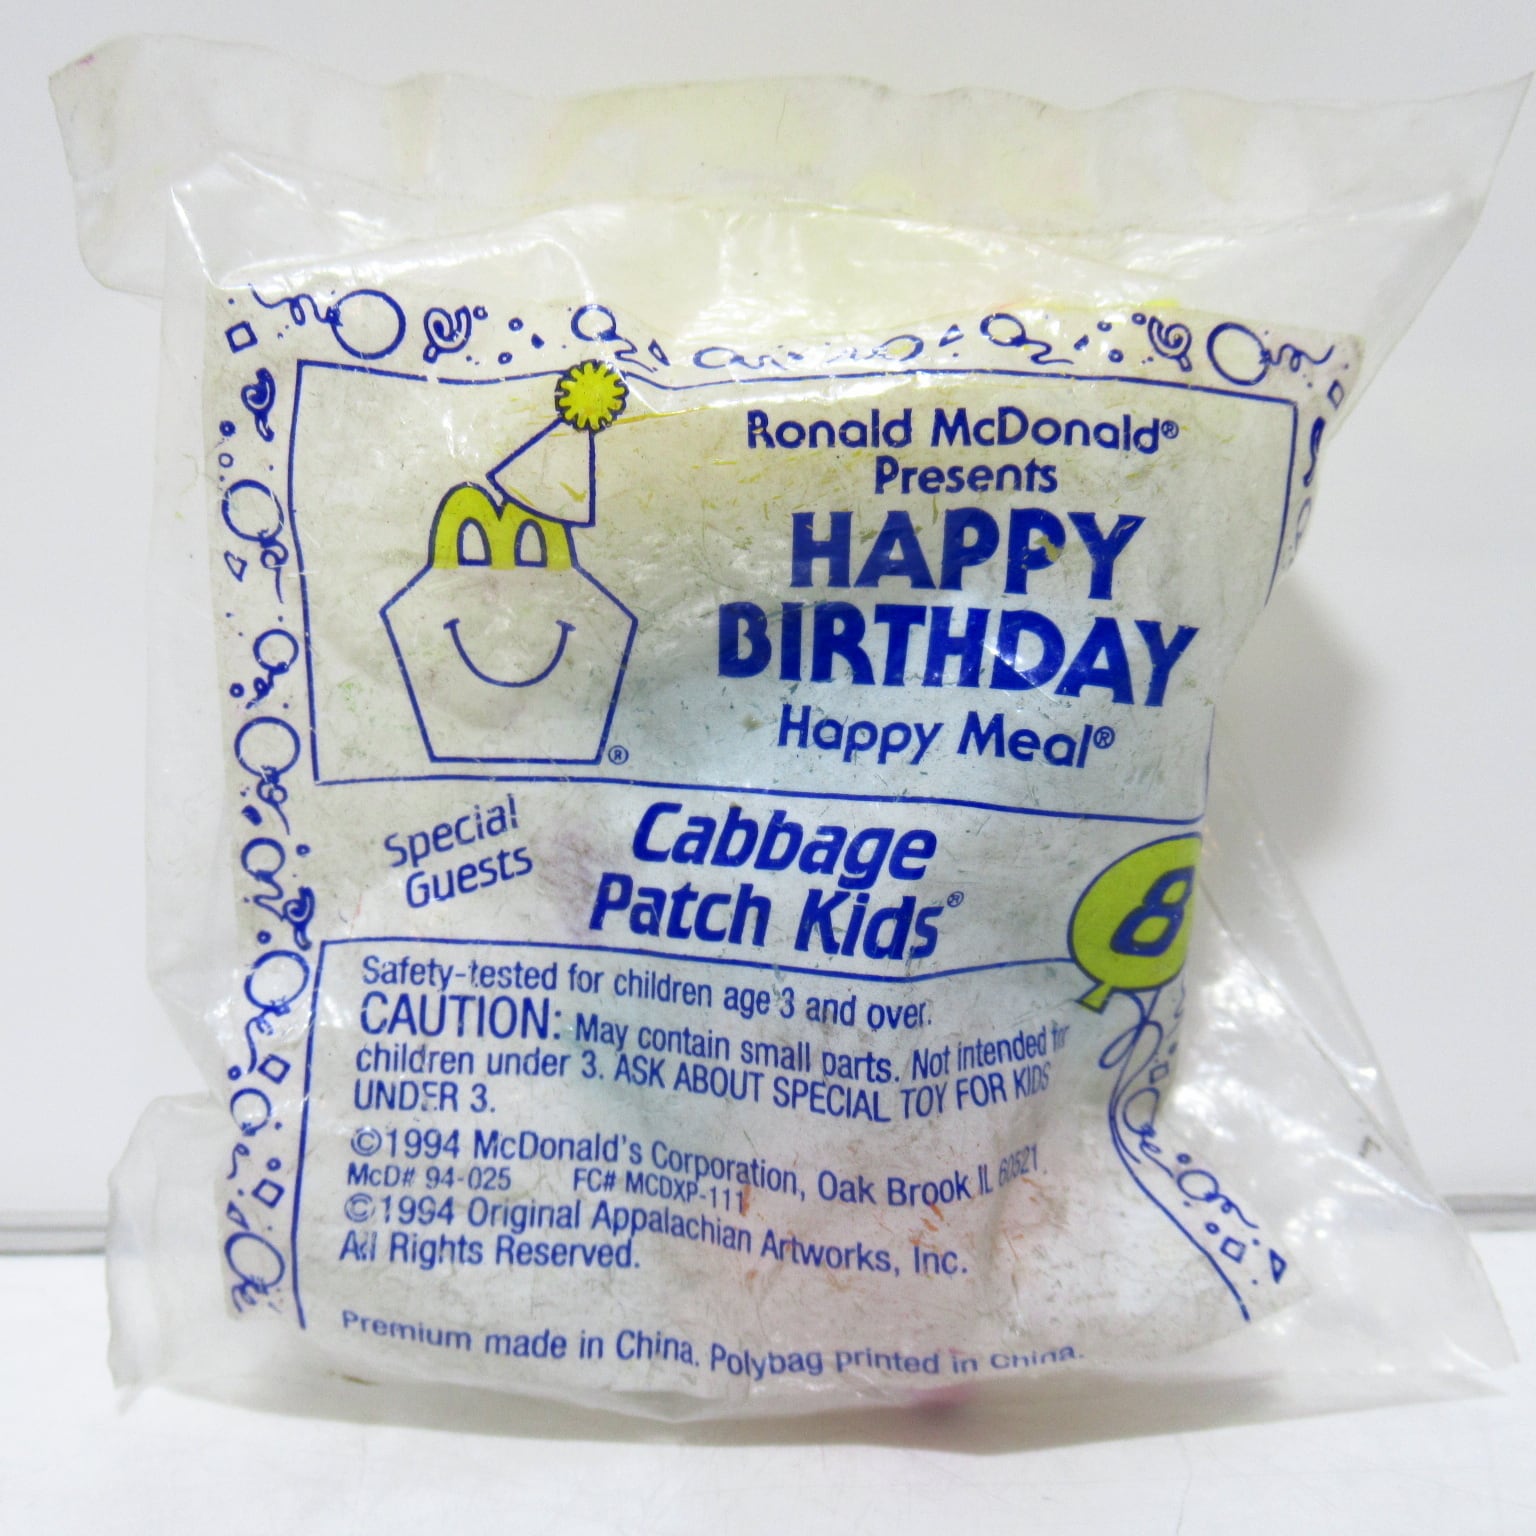 Ronald McDonald®
Presents
HAPPY
BIRTHDAY
Happy Meal®
®
Special
Guests
Cabbage
Patch Kids®
8
Safety-tested for children age 3 and over.
CAUTION: May contain small parts. Not intended for
children under 3. ASK ABOUT SPECIAL TOY FOR KIDS
UNDER 3.
©1994 McDonald's Corporation, Oak Brook IL 60521
McD# 94-025 FC# MCDXP-111
©1994 Original Appalachian Artworks, Inc.
All Rights Reserved.
Premium made in China. Polybag printed in China.